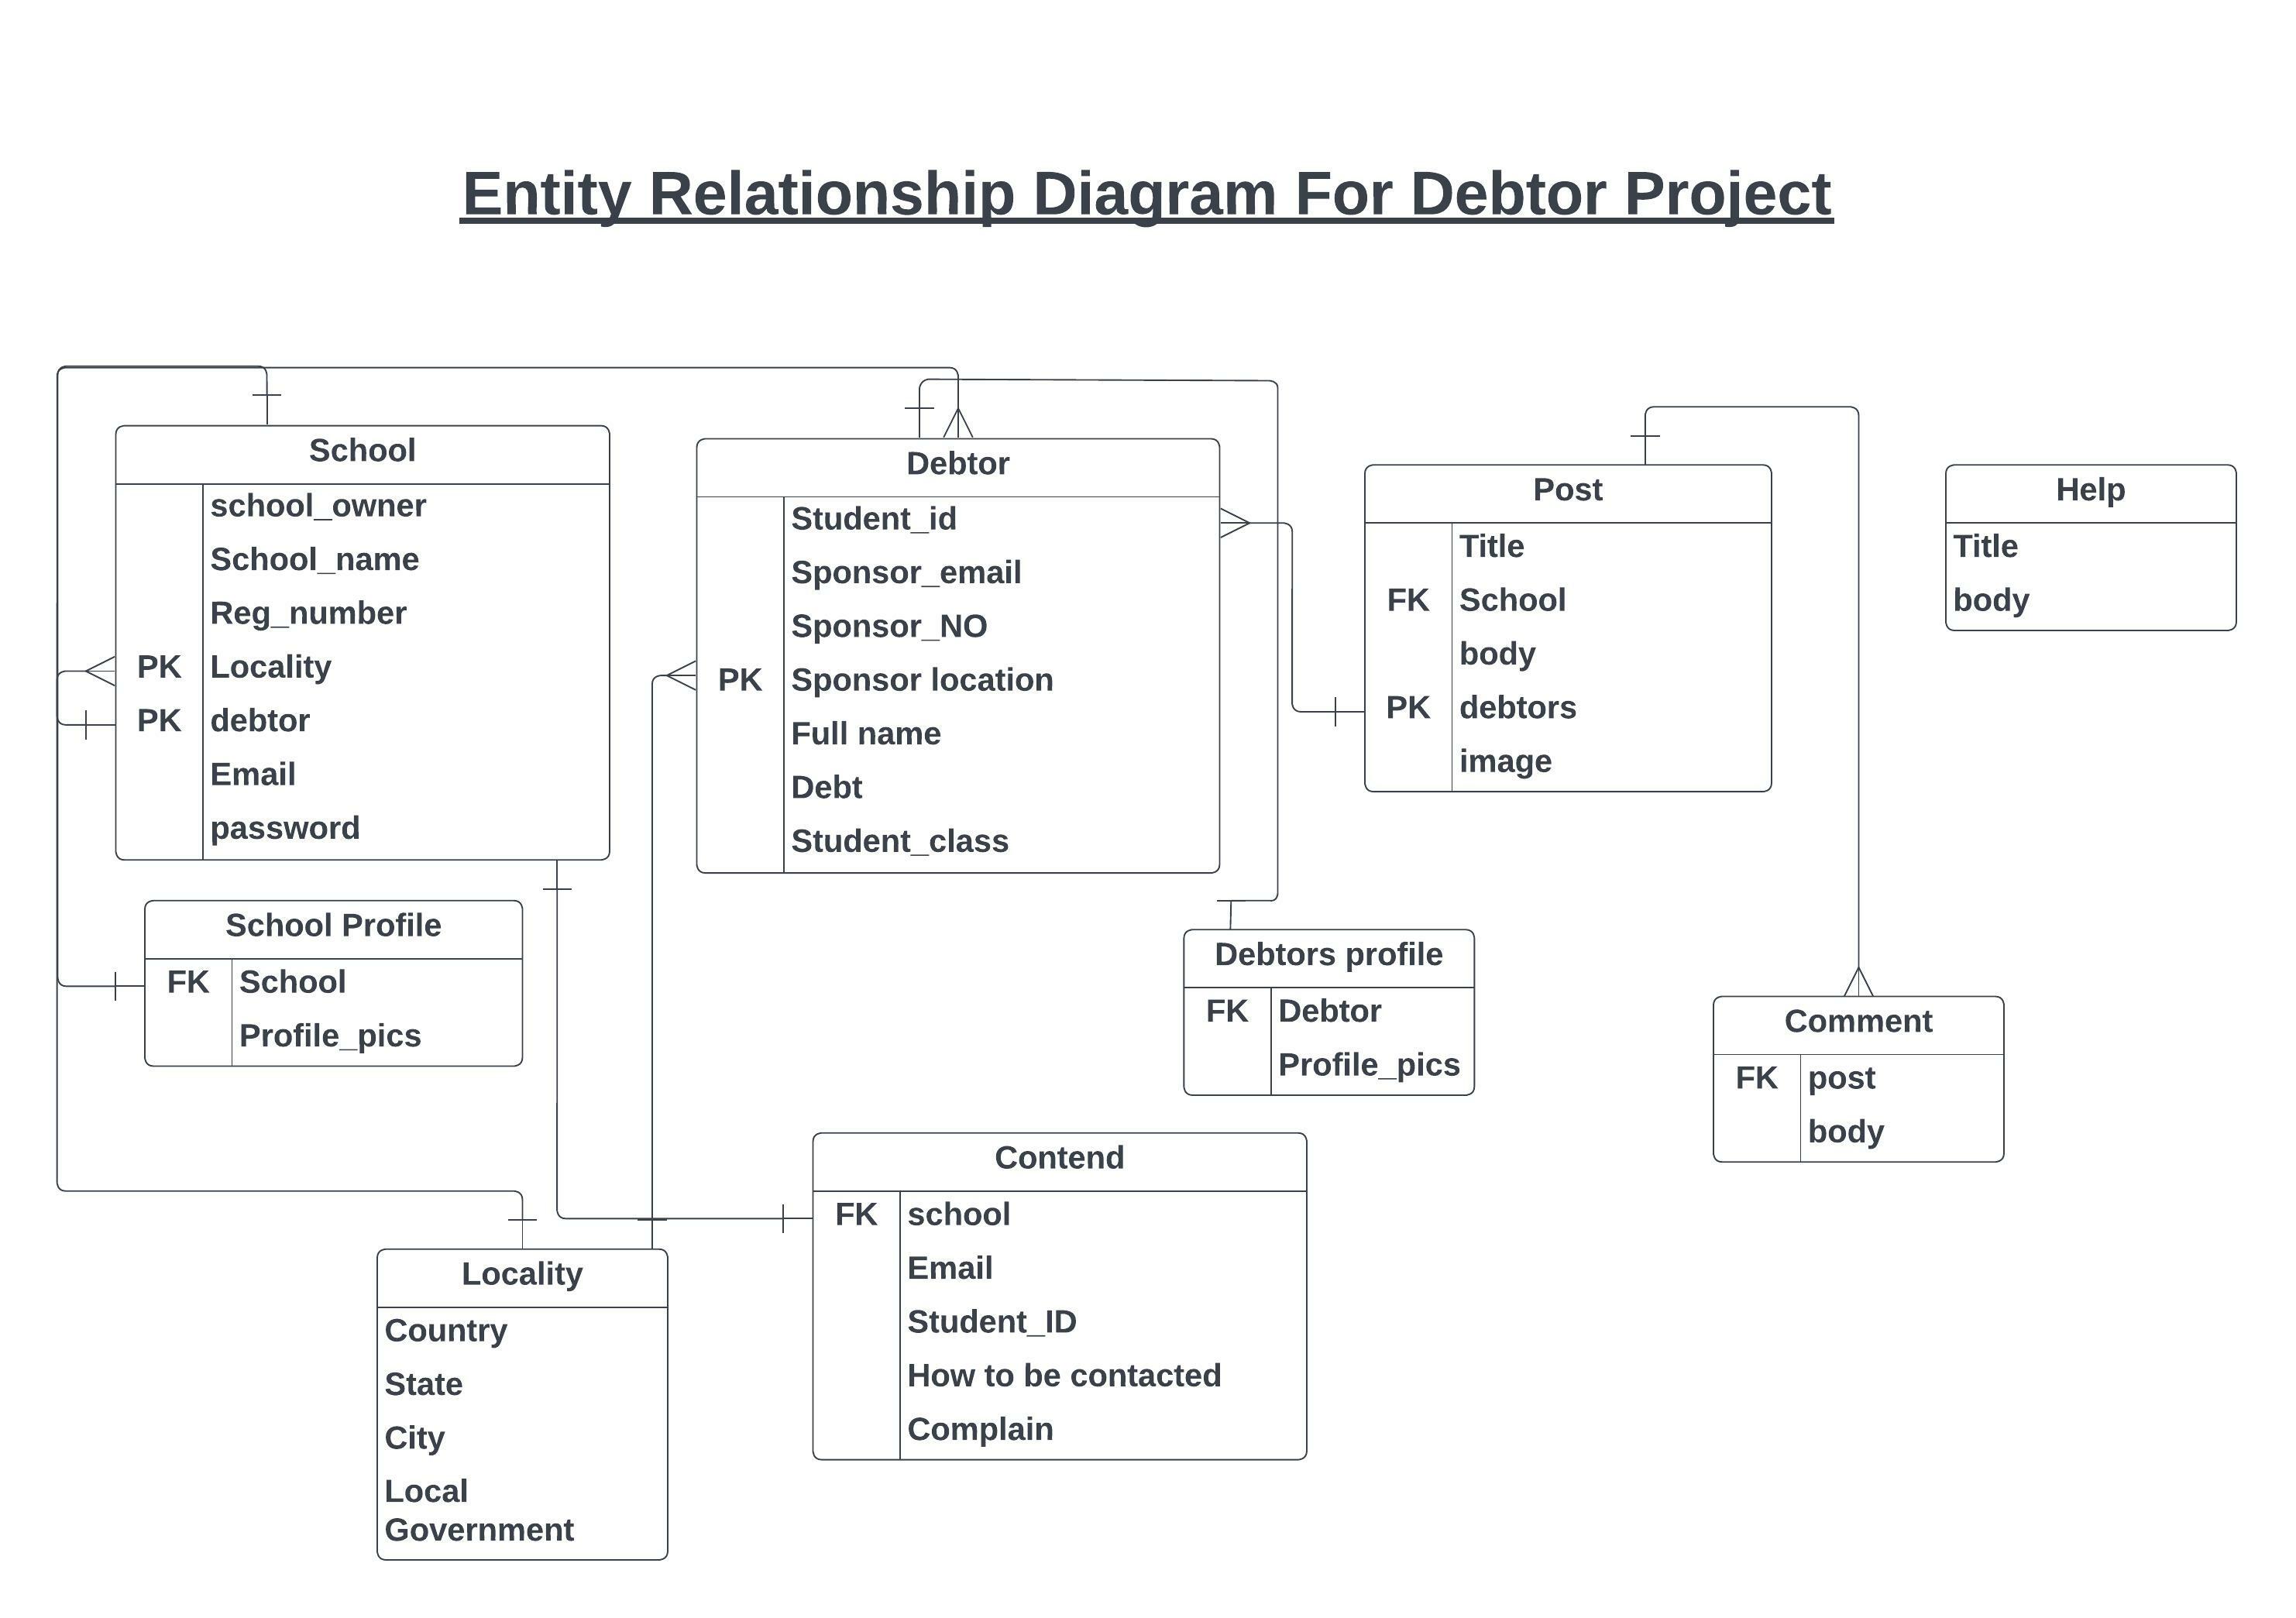 Entity Relationship Diagram For Debtor Project
School
school_owner
School_name
Reg_number
PK Locality
PK debtor
Email
password
Debtor
Student_id
Sponsor_email
Sponsor_NO
PK Sponsor location
Full name
Debt
Student_class
Post
Title
FK School
body
PK debtors
image
Help
Title
body
School Profile
FK School
Profile_pics
Debtors profile
FK Debtor
Profile_pics
Comment
FK post
body
Contend
FK school
Email
Student_ID
How to be contacted
Complain
Locality
Country
State
City
Local
Government